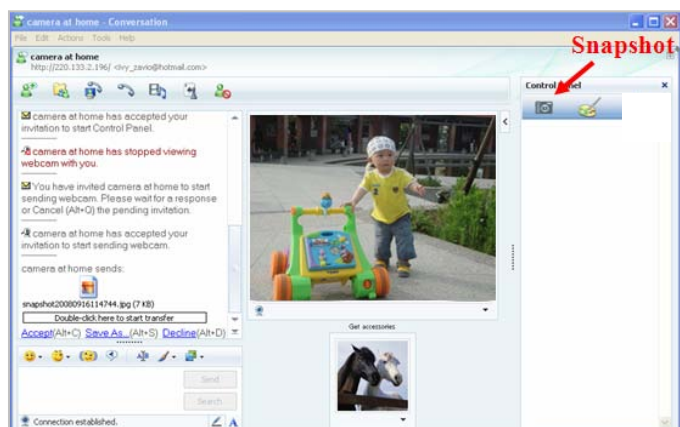 camera at home - Conversation
File Edit Actions Tools Help
Snapshot
camera at home
http://220.133.2.196/ <ivy_zavio@hotmail.com>
Control Panel
camera at home has accepted your
invitation to start Control Panel.
camera at home has stopped viewing
webcam with you.
You have invited camera at home to start
sending webcam. Please wait for a response
or Cancel (Alt+Q) the pending invitation.
camera at home has accepted your
invitation to start sending webcam.
camera at home sends:
snapshot20080916114744.jpg (7 KB)
Double-click here to start transfer
Accept(Alt+C) Save As...(Alt+S) Decline(Alt+D)
Get accessories
Send
Search
Connection established.
A